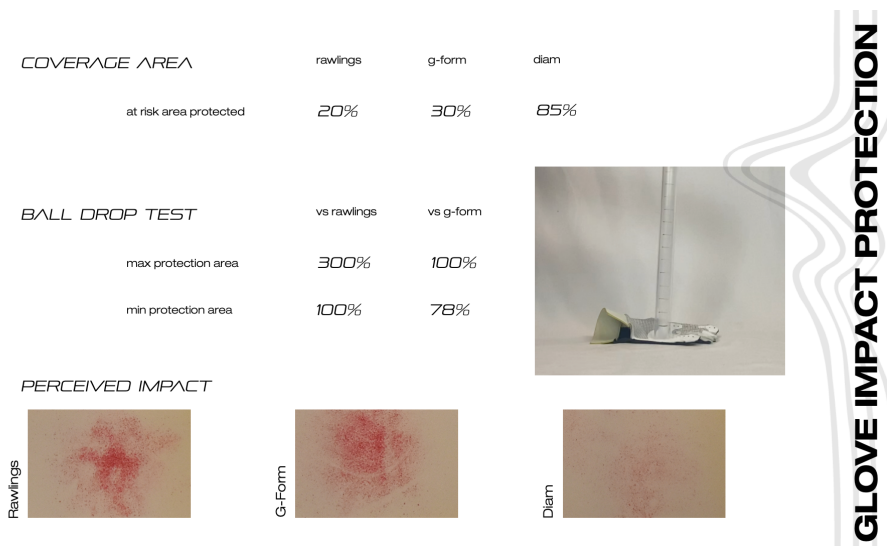 COVERAGE AREA rawlings g-form diam
at risk area protected 20% 30% 85%
BALL DROP TEST vs rawlings vs g-form
max protection area 300% 100%
min protection area 100% 78%
PERCEIVED IMPACT
Rawlings
G-Form
Diam
GLOVE IMPACT PROTECTION